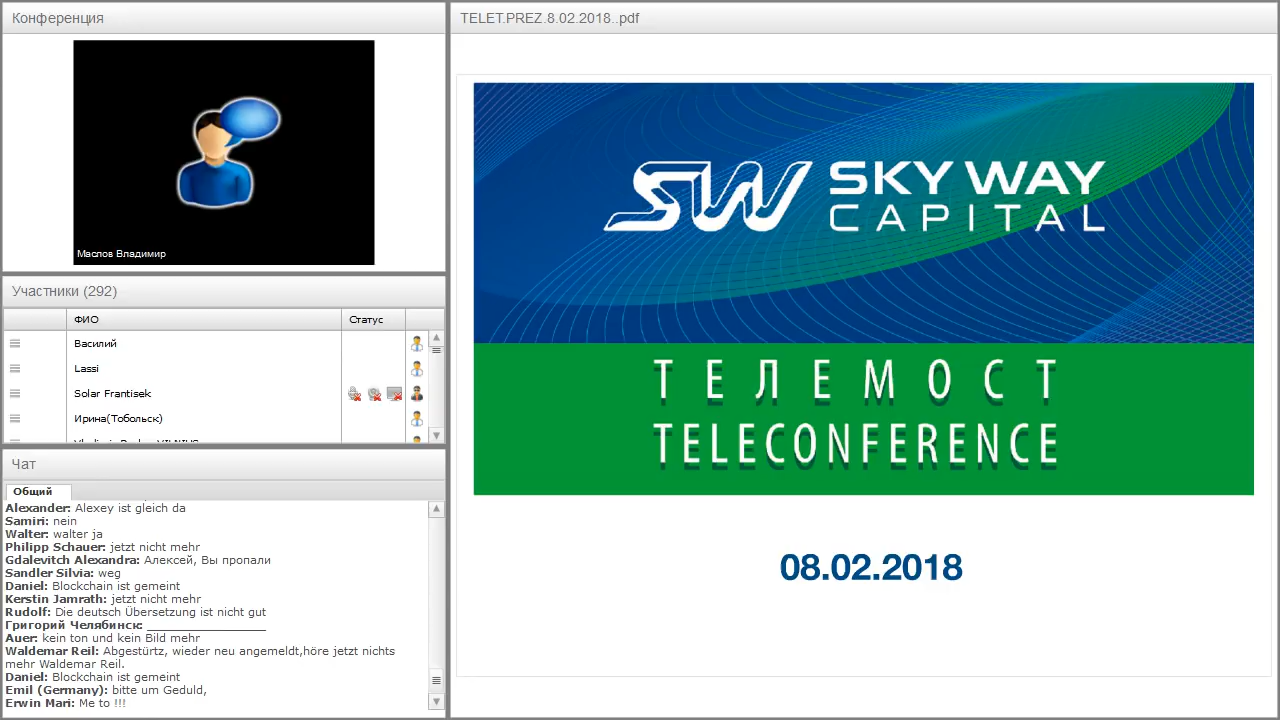 Конференция
Маслов Владимир
Участники (292)
ФИО Статус
Василий
Lassi
Solar Frantisek
Ирина(Тобольск)
Чат
Общий
Alexander: Alexey ist gleich da
Samiri: nein
Walter: walter ja
Philipp Schauer: jetzt nicht mehr
Gdalevitch Alexandra: Алексей, Вы пропали
Sandler Silvia: weg
Daniel: Blockchain ist gemeint
Kerstin Jamrath: jetzt nicht mehr
Rudolf: Die deutsch Übersetzung ist nicht gut
Григорий Челябинск: _________________
Auer: kein ton und kein Bild mehr
Waldemar Reil: Abgestürtz, wieder neu angemeldt,höre jetzt nichts
mehr Waldemar Reil.
Daniel: Blockchain ist gemeint
Emil (Germany): bitte um Geduld,
Erwin Mari: Me to !!!
TELET.PREZ.8.02.2018..pdf
SW SKY WAY
CAPITAL
ТЕЛЕМОСТ
TELECONFERENCE
08.02.2018